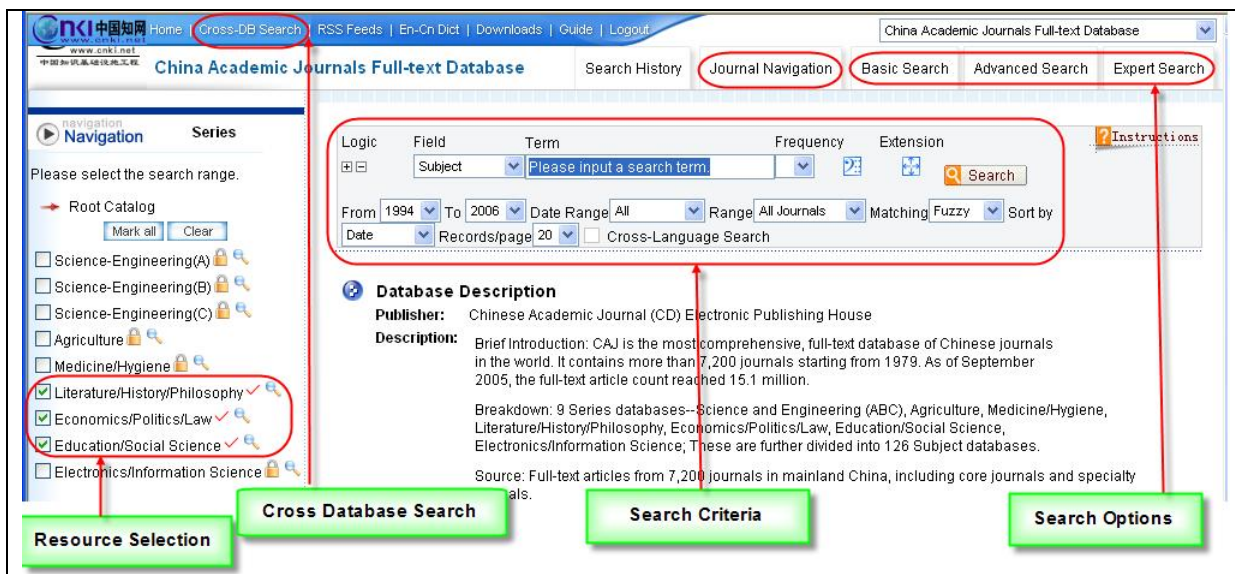 cnki中国知网 Home | Cross-DB Search | RSS Feeds | En-Cn Dict | Downloads | Guide | Logout China Academic Journals Full-text Database
www.cnki.net
www.cnki.net
中国知识基础设施工程
China Academic Journals Full-text Database Search History Journal Navigation Basic Search Advanced Search Expert Search
navigation
Navigation Series
Please select the search range.
Root Catalog
Mark all Clear
Science-Engineering(A)
Science-Engineering(B)
Science-Engineering(C)
Agriculture
Medicine/Hygiene
Literature/History/Philosophy
Economics/Politics/Law
Education/Social Science
Electronics/Information Science
Logic Field Term Frequency Extension
Instructions
Subject Please input a search term. Search
From 1994 To 2006 Date Range All Range All Journals Matching Fuzzy Sort by
Date Records/page 20 Cross-Language Search
Database Description
Publisher: Chinese Academic Journal (CD) Electronic Publishing House
Description: Brief Introduction: CAJ is the most comprehensive, full-text database of Chinese journals
in the world. It contains more than 7,200 journals starting from 1979. As of
September
2005, the full-text article count reached 15.1 million.
Breakdown: 9 Series databases--Science and Engineering (ABC), Agriculture, Medicine/Hygiene,
Literature/History/Philosophy, Economics/Politics/Law, Education/Social Science,
Electronics/Information Science; These are further divided into 126 Subject
databases.
Source: Full-text articles from 7,200 journals in mainland China, including core journals and specialty
als.
Resource Selection
Cross Database Search
Search Criteria
Search Options